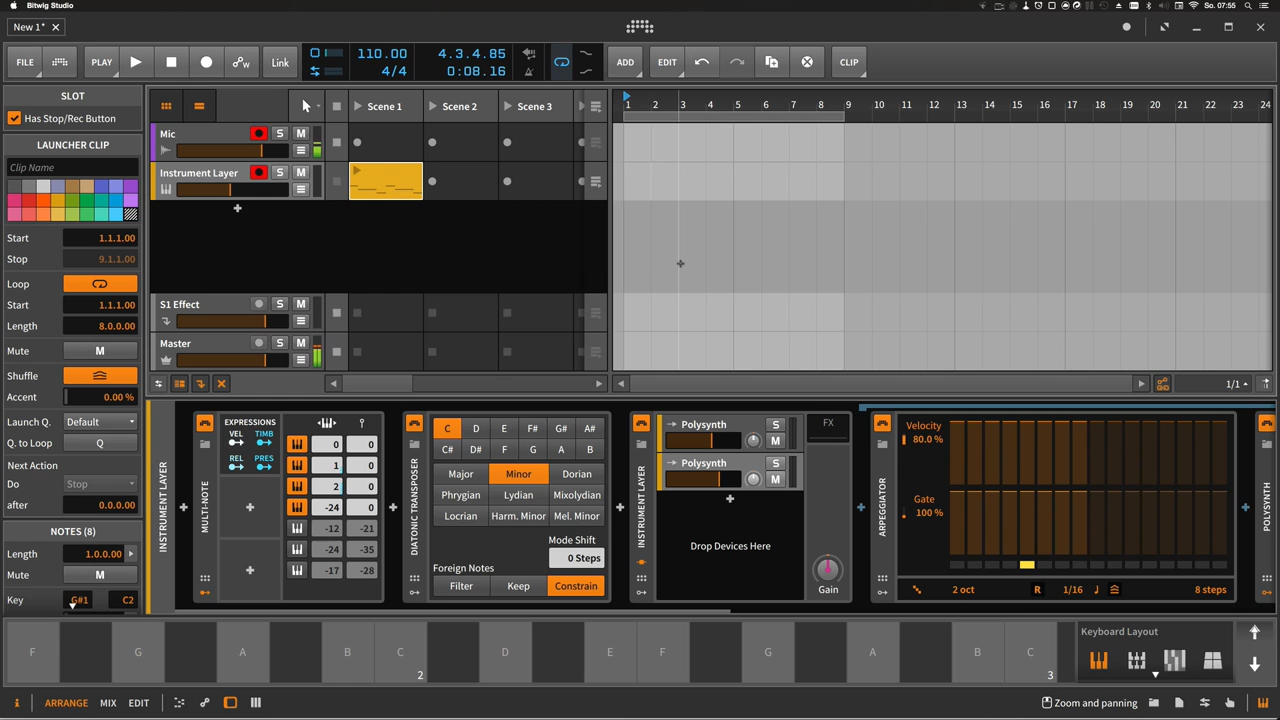 Bitwig Studio
So. 07:55
New 1*
FILE
PLAY
Link
110.00
4/4
4.3.4.85
0:08.16
ADD
EDIT
CLIP
SLOT
Has Stop/Rec Button
LAUNCHER CLIP
Clip Name
Start 1.1.1.00
Stop 9.1.1.00
Loop
Start 1.1.1.00
Length 8.0.0.00
Mute M
Shuffle
Accent 0.00 %
Launch Q. Default
Q. to Loop Q
Next Action
Do Stop
after 0.0.0.00
NOTES (8)
Length 1.0.0.00
Mute M
Key G#1 C2
Scene 1 Scene 2 Scene 3
Mic S M
Instrument Layer S M
S1 Effect S M
Master S M
1 2 3 4 5 6 7 8 9 10 11 12 13 14 15 16 17 18 19 20 21 22 23 24
1/1
INSTRUMENT LAYER
MULTI-NOTE
EXPRESSIONS
VEL TIMB
REL PRES
0 0
1 0
2 0
-24 0
-12 -21
-24 -35
-17 -28
DIATONIC TRANSPOSER
C D E F# G# A#
C# D# F G A B
Major Minor Dorian
Phrygian Lydian Mixolydian
Locrian Harm. Minor Mel. Minor
Mode Shift
0 Steps
Foreign Notes
Filter Keep Constrain
INSTRUMENT LAYER
Polysynth S M
Polysynth S M
Drop Devices Here
FX
Gain
ARPEGGIATOR
Velocity
80.0 %
Gate
100 %
2 oct R 1/16 8 steps
POLYSYNTH
F G A B C D E F G A B C
2 3
Keyboard Layout
i ARRANGE MIX EDIT
Zoom and panning